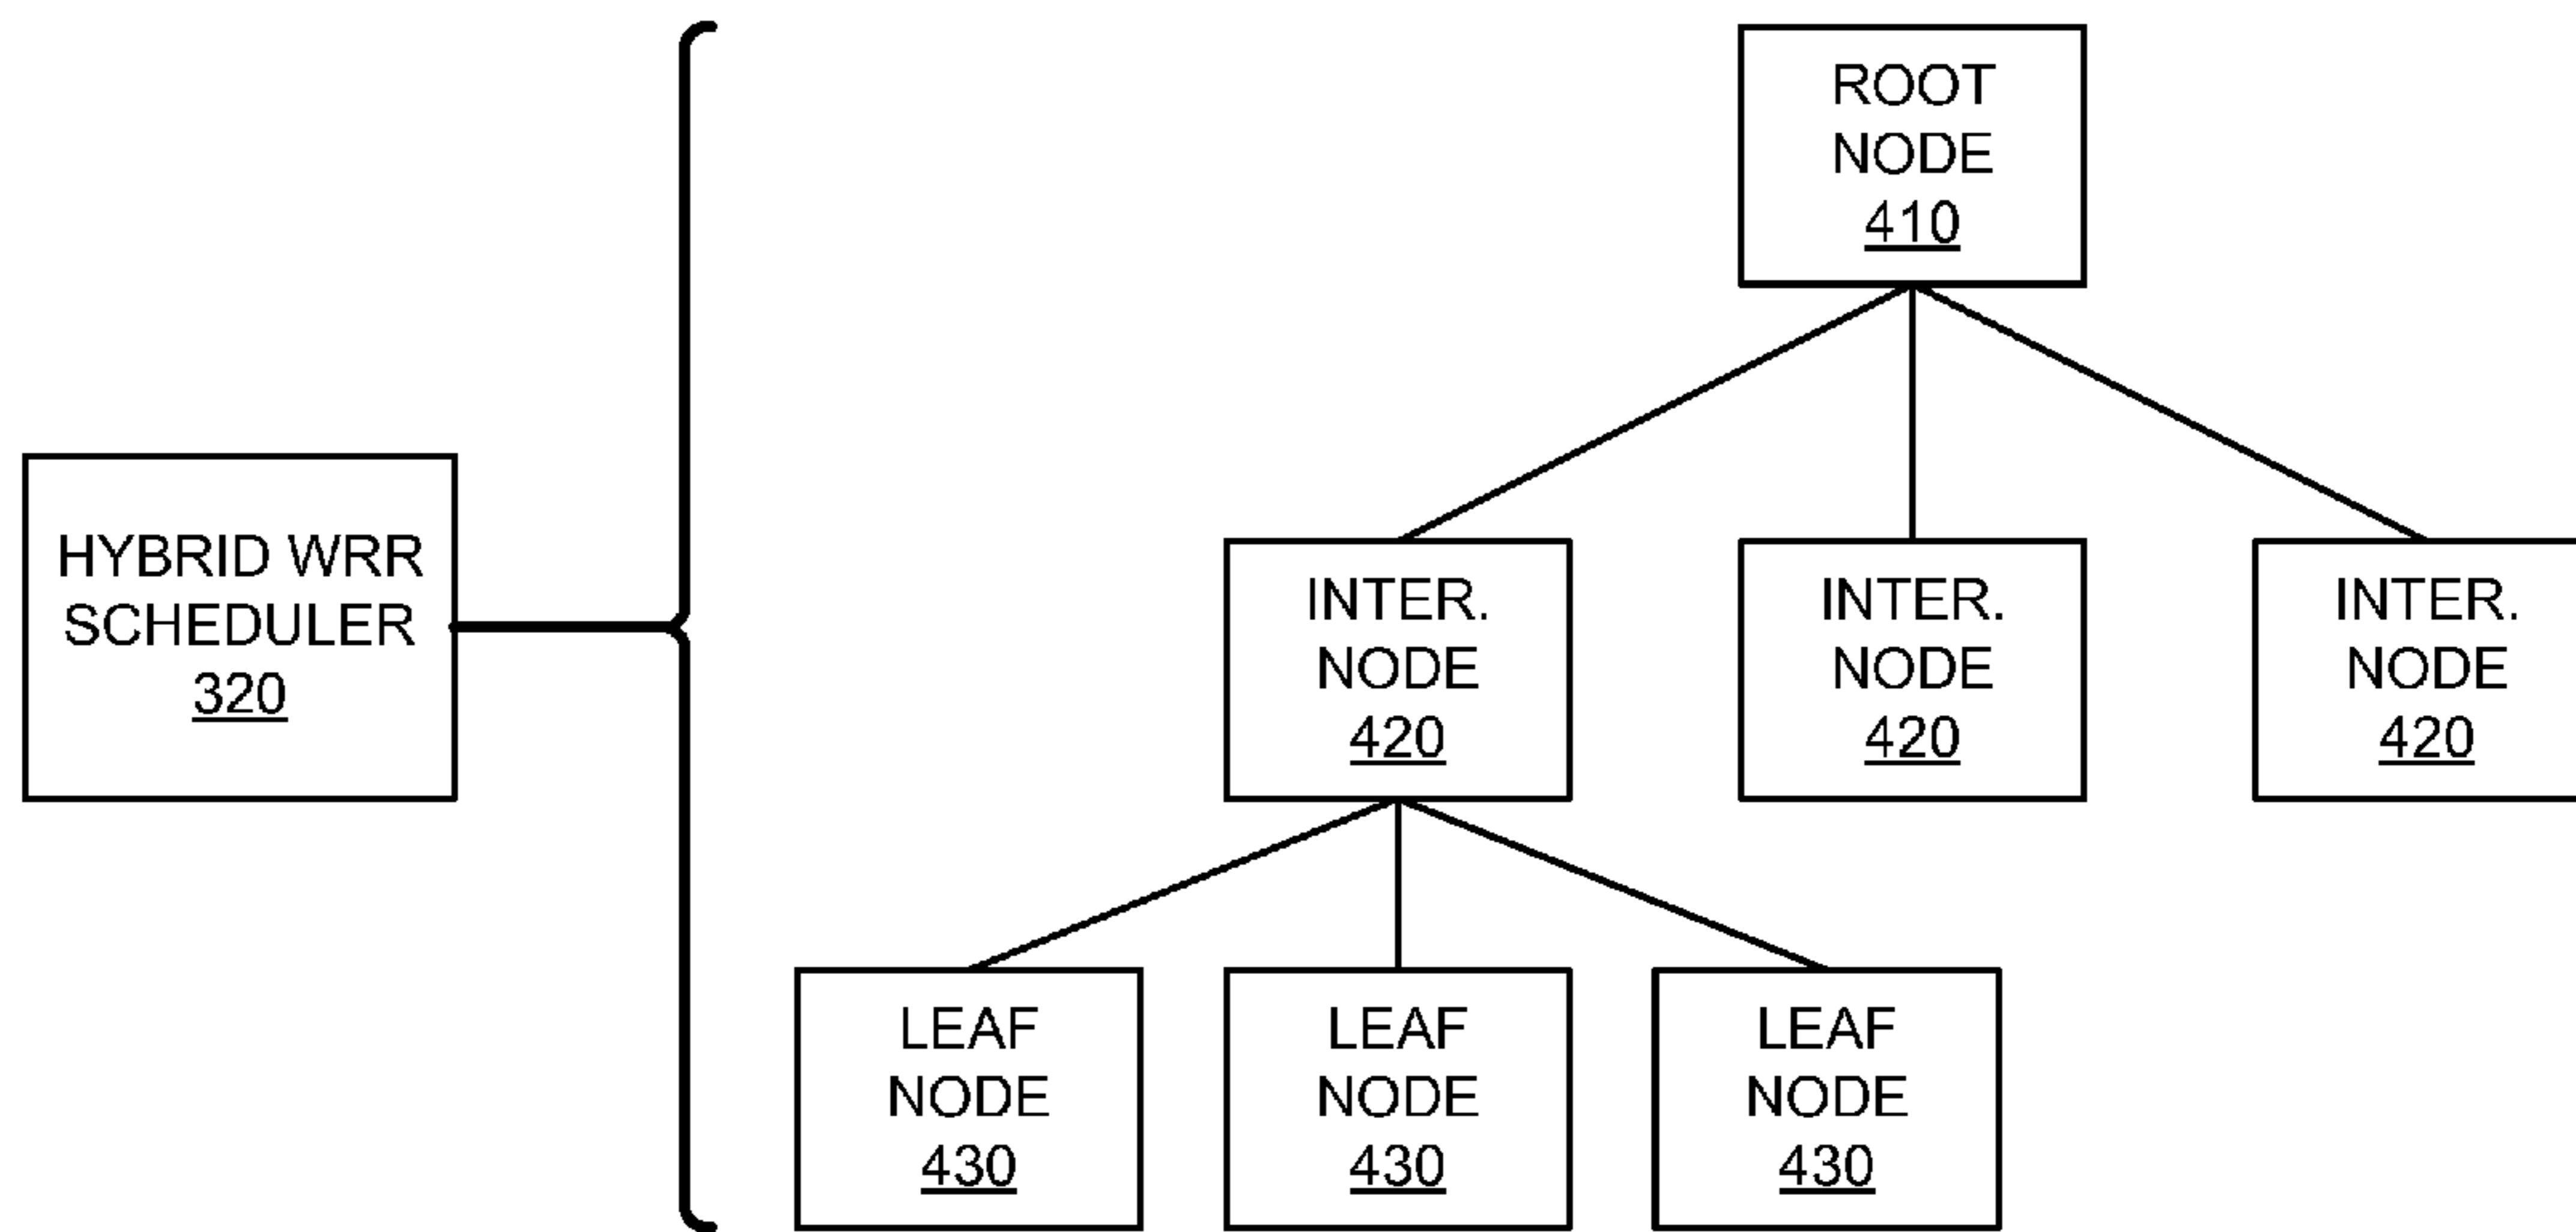 ROOT
NODE
410
HYBRID WRR
SCHEDULER
320
INTER.
NODE
420
INTER.
NODE
420
INTER.
NODE
420
LEAF
NODE
430
LEAF
NODE
430
LEAF
NODE
430